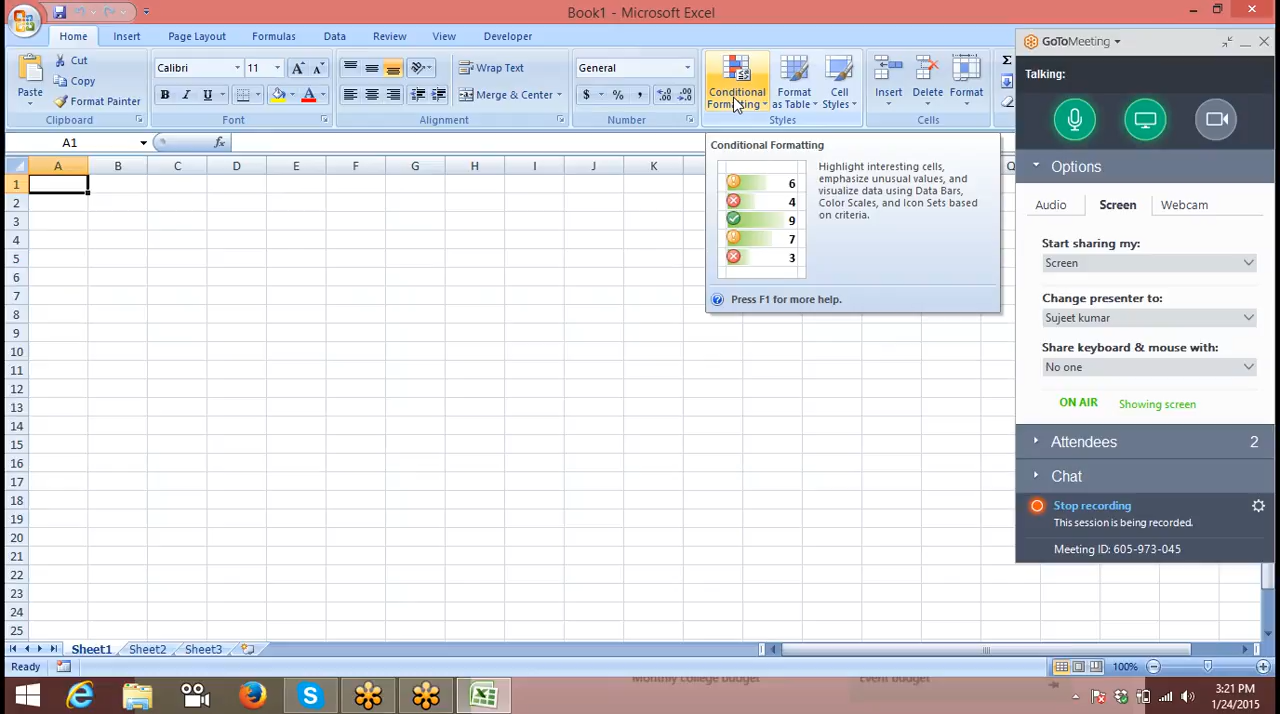 Book1 - Microsoft Excel
Home Insert Page Layout Formulas Data Review View Developer
Paste
Cut
Copy
Format Painter
Clipboard
Calibri 11
B I U
Font
Wrap Text
Merge & Center
Alignment
General
$ % ,
Number
Conditional Formatting
Format as Table
Cell Styles
Styles
Insert Delete Format
Cells
Σ
A1
fx
A B C D E F G H I J K Q
1
2
3
4
5
6
7
8
9
10
11
12
13
14
15
16
17
18
19
20
21
22
23
24
25
Conditional Formatting
6
4
9
7
3
Highlight interesting cells,
emphasize unusual values, and
visualize data using Data Bars,
Color Scales, and Icon Sets based
on criteria.
Press F1 for more help.
GoToMeeting
Talking:
Options
Audio Screen Webcam
Start sharing my:
Screen
Change presenter to:
Sujeet kumar
Share keyboard & mouse with:
No one
ON AIR Showing screen
Attendees 2
Chat
Stop recording
This session is being recorded.
Meeting ID: 605-973-045
Sheet1 Sheet2 Sheet3
Ready
100%
Monthly college budget Event budget
3:21 PM
1/24/2015